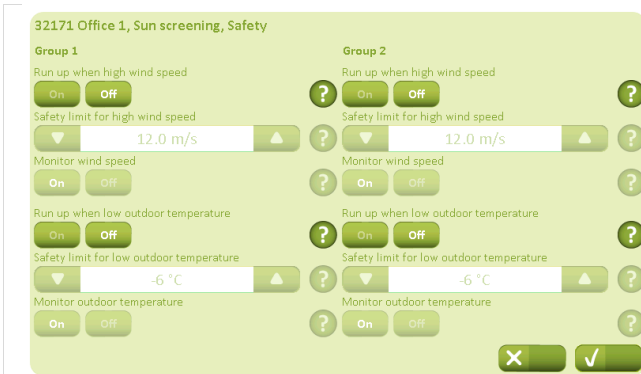 32171 Office 1, Sun screening, Safety
Group 1 Group 2
Run up when high wind speed Run up when high wind speed
On Off ? On Off ?
Safety limit for high wind speed Safety limit for high wind speed
12.0 m/s ? 12.0 m/s ?
Monitor wind speed Monitor wind speed
On Off ? On Off ?
Run up when low outdoor temperature Run up when low outdoor temperature
On Off ? On Off ?
Safety limit for low outdoor temperature Safety limit for low outdoor temperature
-6 °C ? -6 °C ?
Monitor outdoor temperature Monitor outdoor temperature
On Off ? On Off ?